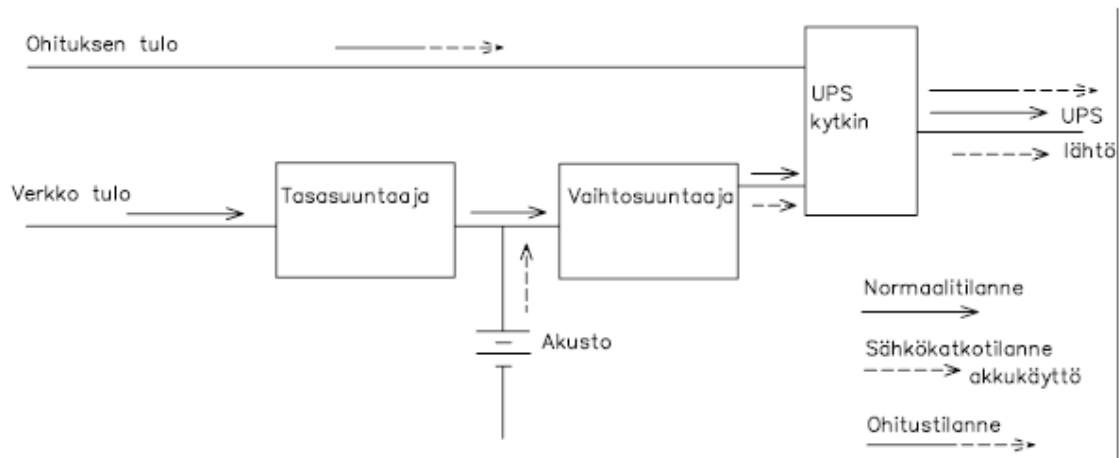 Ohituksen tulo
UPS
kytkin
UPS
lähtö
Verkko tulo
Tasasuuntaaja
Vaihtosuuntaaja
Akusto
Normaalitilanne
Sähkökatkotilanne
akkukäyttö
Ohitustilanne